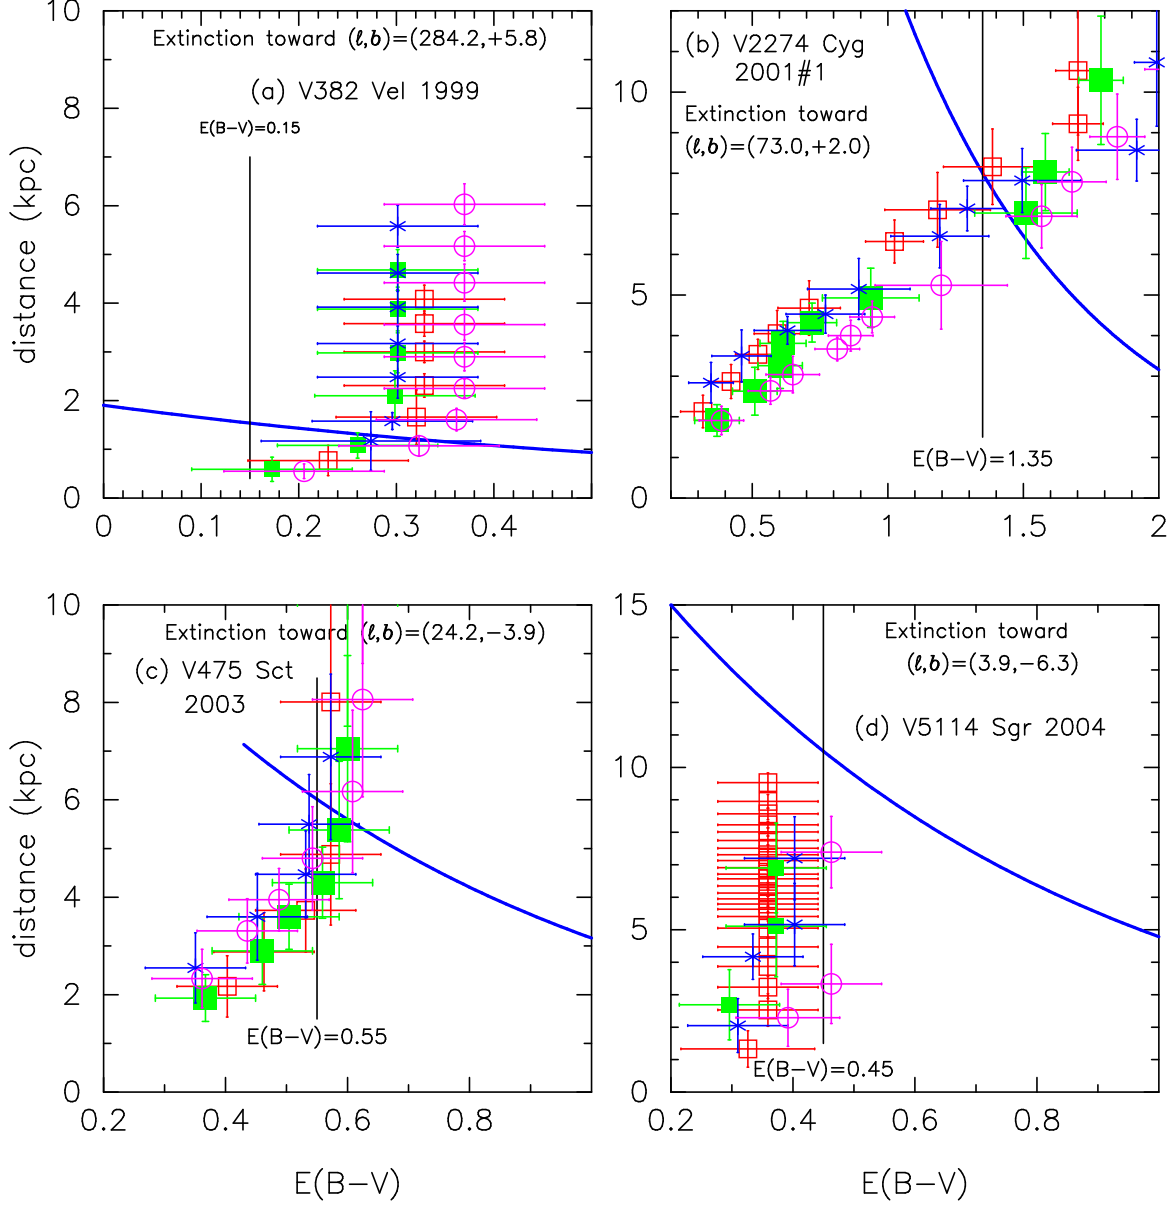 Extinction toward (ℓ,b)=(284.2,+5.8)
(a) V382 Vel 1999
E(B−V)=0.15
distance (kpc)
10
8
6
4
2
0
0 0.1 0.2 0.3 0.4
(b) V2274 Cyg
2001#1
Extinction toward
(ℓ,b)=(73.0,+2.0)
E(B−V)=1.35
10
5
0
0.5 1 1.5 2
Extinction toward (ℓ,b)=(24.2,−3.9)
(c) V475 Sct
2003
E(B−V)=0.55
distance (kpc)
10
8
6
4
2
0
0.2 0.4 0.6 0.8
E(B−V)
Extinction toward
(ℓ,b)=(3.9,−6.3)
(d) V5114 Sgr 2004
E(B−V)=0.45
15
10
5
0
0.2 0.4 0.6 0.8
E(B−V)